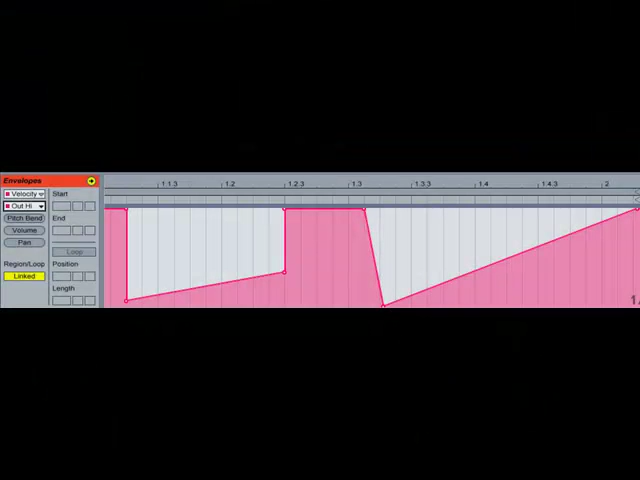 Envelopes
Velocity Start
Out Hi
Pitch Bend End
Volume
Pan
Loop
Region/Loop Position
Linked
Length
1.1.3 1.2 1.2.3 1.3 1.3.3 1.4 1.4.3 2